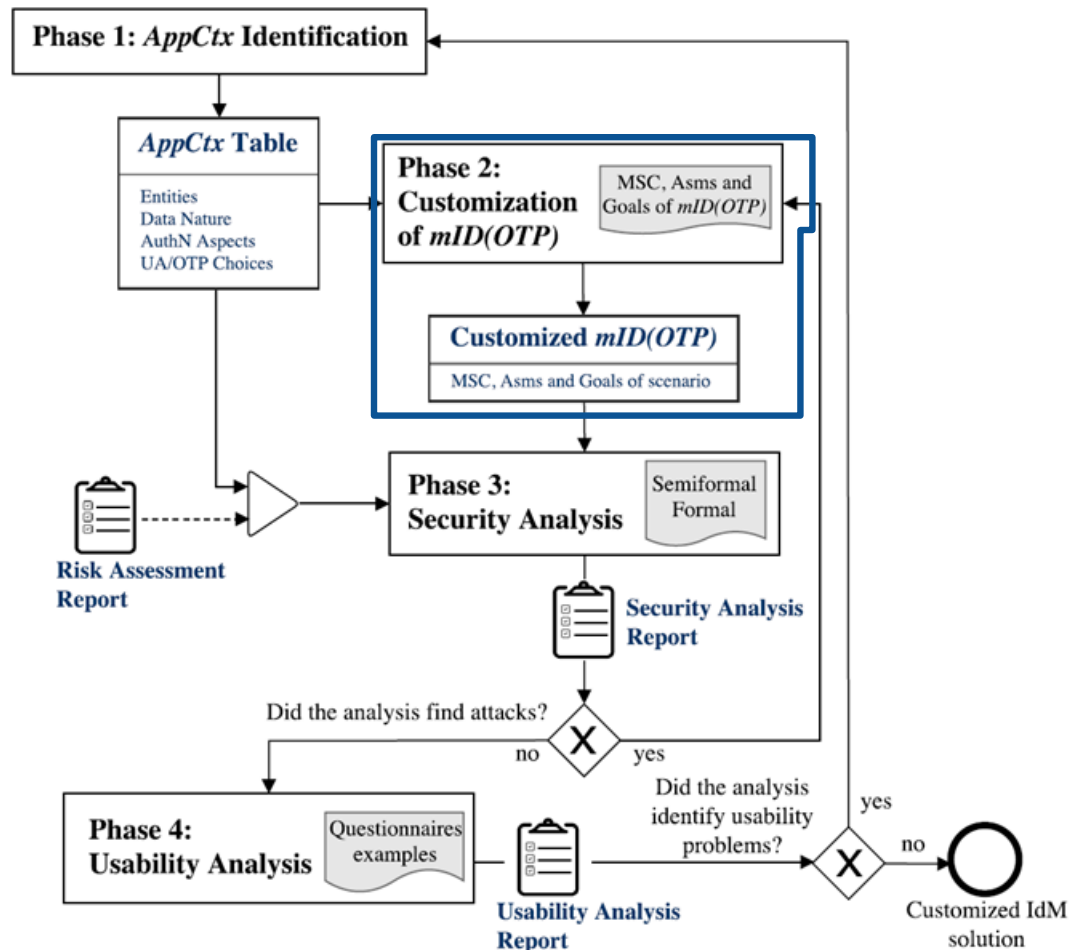 Phase 1: AppCtx Identification
AppCtx Table
Entities
Data Nature
AuthN Aspects
UA/OTP Choices
Phase 2:
Customization
of mID(OTP)
MSC, Asms and
Goals of mID(OTP)
Customized mID(OTP)
MSC, Asms and Goals of scenario
Risk Assessment
Report
Phase 3:
Security Analysis
Semiformal
Formal
Security Analysis
Report
Did the analysis find attacks?
no
X
yes
Phase 4:
Usability Analysis
Questionnaires
examples
Usability Analysis
Report
Did the analysis
identify usability
problems?
X
yes
no
Customized IdM
solution